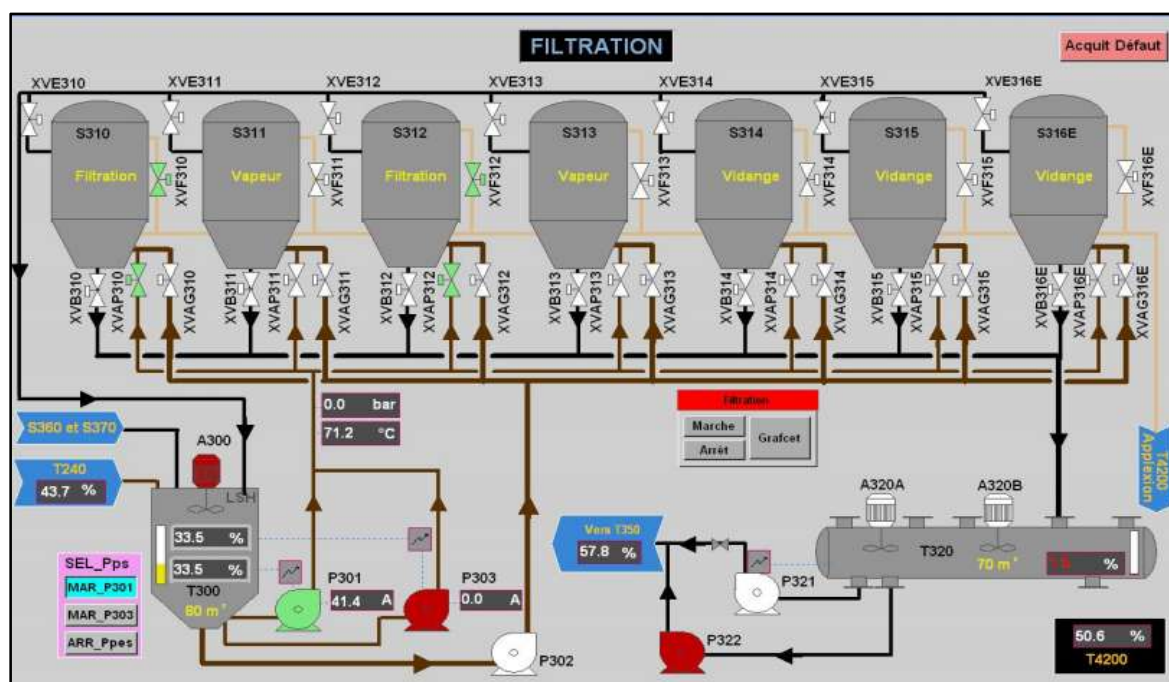 FILTRATION
Acquit Défaut
XVE310
XVE311
XVE312
XVE313
XVE314
XVE315
XVE316E
S310
S311
S312
S313
S314
S315
S316E
Filtration
Vapeur
Filtration
Vapeur
Vidange
Vidange
Vidange
XVF310
XVF311
XVF312
XVF313
XVF314
XVF315
XVF316E
XVB310
XVAP310
XVAG310
XVB311
XVAP311
XVAG311
XVB312
XVAP312
XVAG312
XVB313
XVAP313
XVAG313
XVB314
XVAP314
XVAG314
XVB315
XVAP315
XVAG315
XVB316E
XVAP316E
XVAG316E
0.0 bar
71.2 °C
Filtration
Marche
Arrêt
Grafcet
S360 et S370
T240
43.7 %
A300
LSH
33.5 %
33.5 %
T300
SEL_Pps
MAR_P301
MAR_P303
ARR_Ppes
P301
41.4 A
P303
0.0 A
P302
Vers T350
57.8 %
P321
P322
A320A
A320B
T320
70 m³
%
T4200
Applexion
50.6 %
T4200